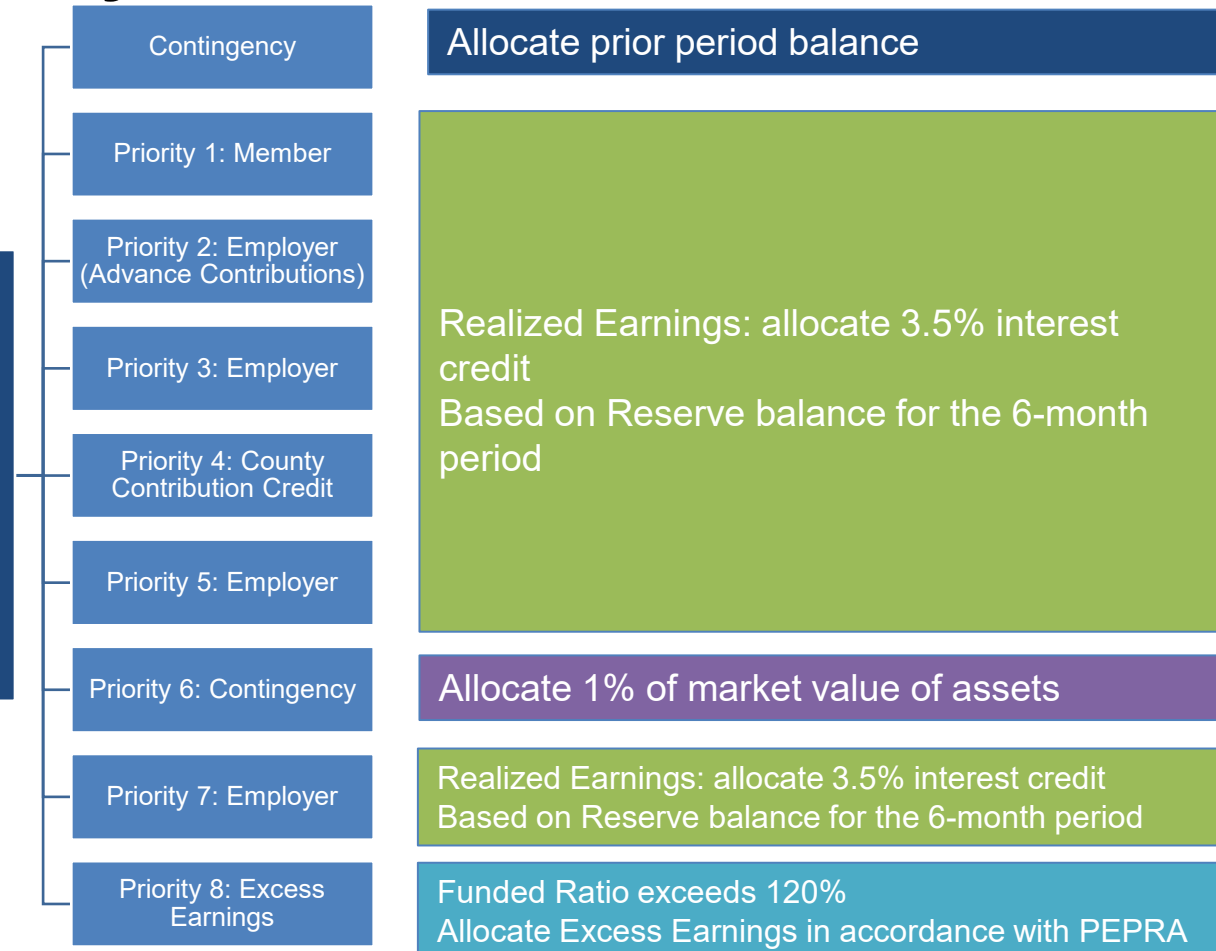 Contingency
Allocate prior period balance
Priority 1: Member
Priority 2: Employer
(Advance Contributions)
Priority 3: Employer
Priority 4: County
Contribution Credit
Priority 5: Employer
Realized Earnings: allocate 3.5% interest
credit
Based on Reserve balance for the 6-month
period
Priority 6: Contingency
Allocate 1% of market value of assets
Priority 7: Employer
Realized Earnings: allocate 3.5% interest credit
Based on Reserve balance for the 6-month period
Priority 8: Excess
Earnings
Funded Ratio exceeds 120%
Allocate Excess Earnings in accordance with PEPRA